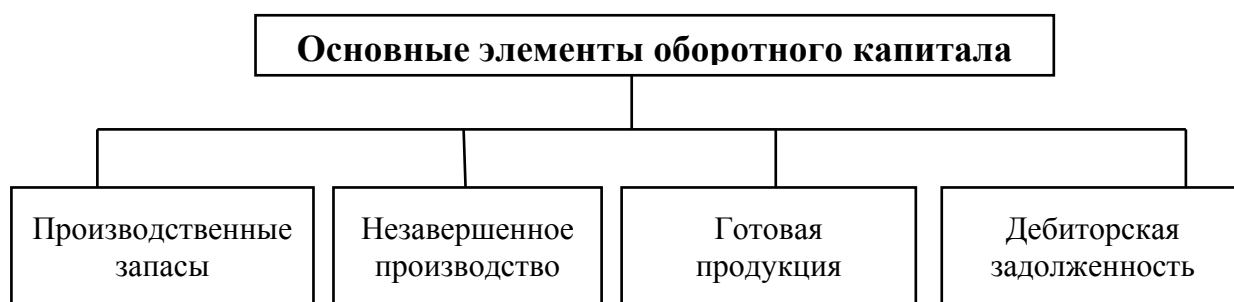 Основные элементы оборотного капитала
Производственные
запасы
Незавершенное
производство
Готовая
продукция
Дебиторская
задолженность